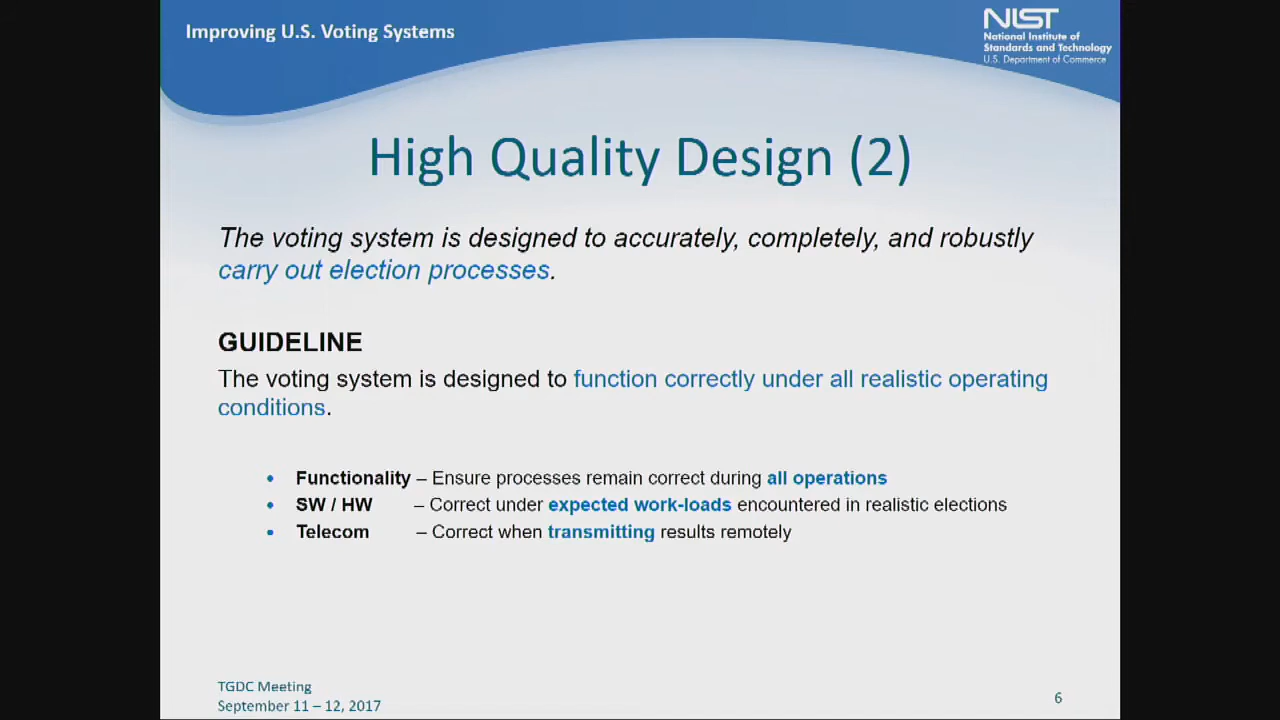 Improving U.S. Voting Systems
NIST
National Institute of
Standards and Technology
U.S. Department of Commerce
High Quality Design (2)
The voting system is designed to accurately, completely, and robustly
carry out election processes.
GUIDELINE
The voting system is designed to function correctly under all realistic operating
conditions.
• Functionality – Ensure processes remain correct during all operations
• SW / HW – Correct under expected work-loads encountered in realistic elections
• Telecom – Correct when transmitting results remotely
TGDC Meeting
September 11 – 12, 2017
6